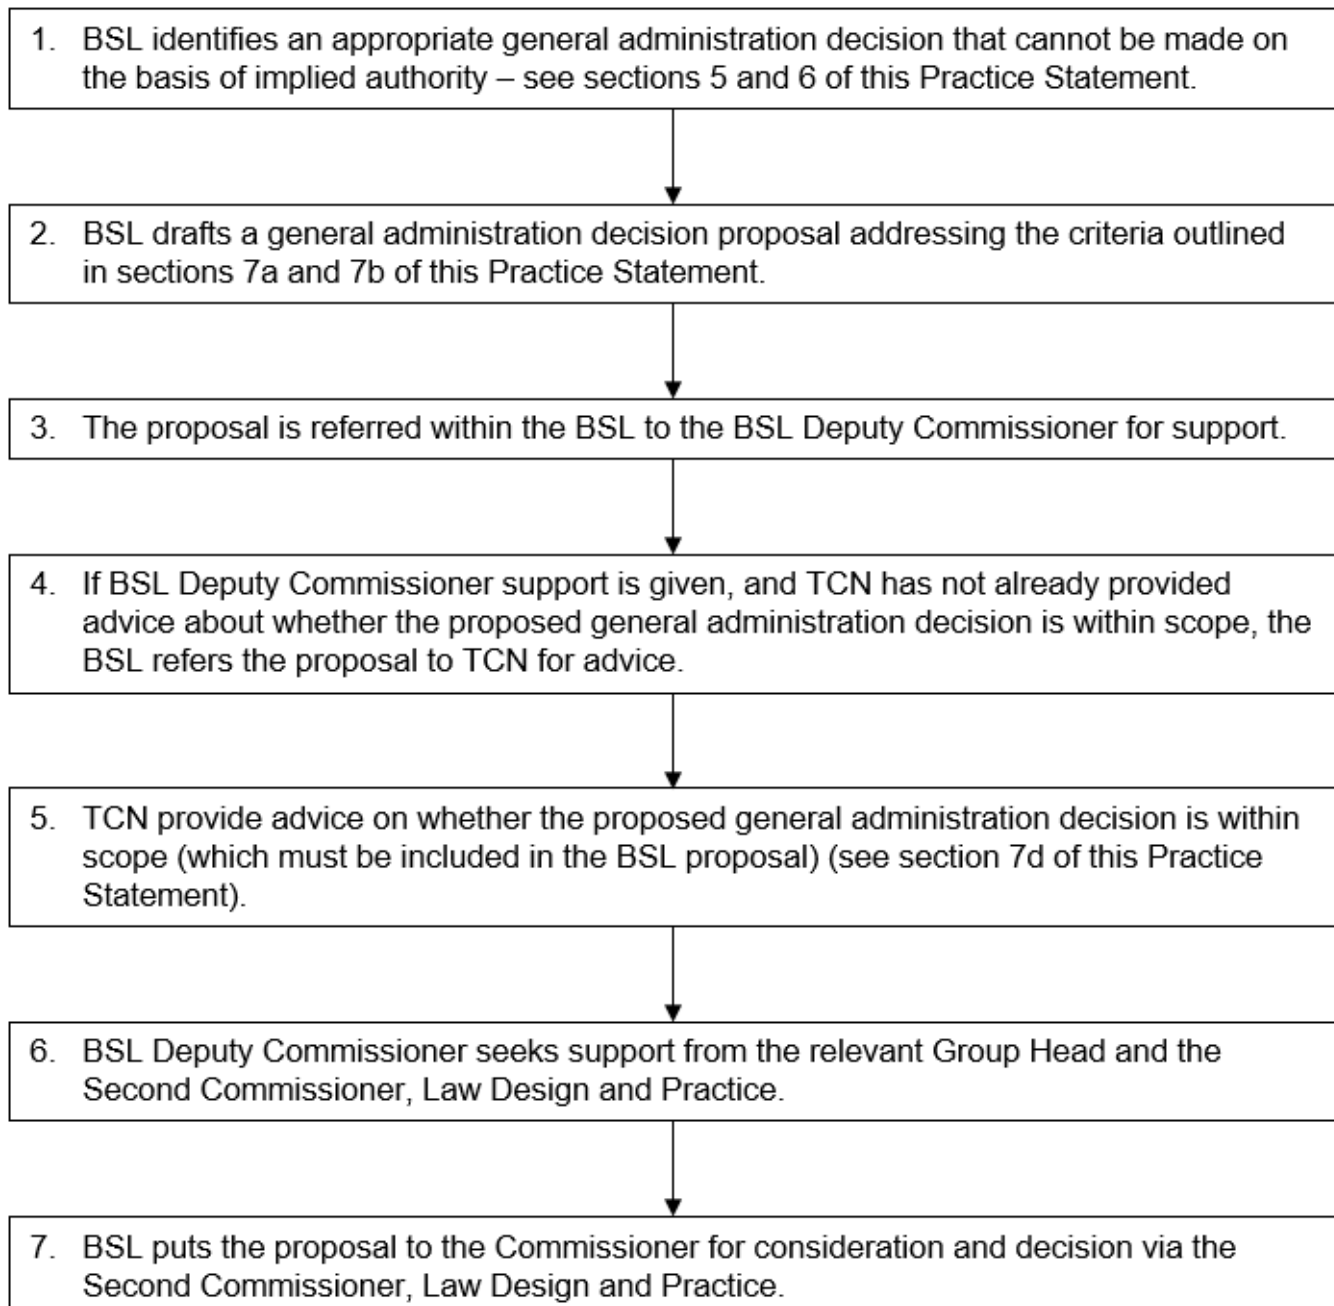 1. BSL identifies an appropriate general administration decision that cannot be made on
the basis of implied authority – see sections 5 and 6 of this Practice Statement.
2. BSL drafts a general administration decision proposal addressing the criteria outlined
in sections 7a and 7b of this Practice Statement.
3. The proposal is referred within the BSL to the BSL Deputy Commissioner for support.
4. If BSL Deputy Commissioner support is given, and TCN has not already provided
advice about whether the proposed general administration decision is within scope, the
BSL refers the proposal to TCN for advice.
5. TCN provide advice on whether the proposed general administration decision is within
scope (which must be included in the BSL proposal) (see section 7d of this Practice
Statement).
6. BSL Deputy Commissioner seeks support from the relevant Group Head and the
Second Commissioner, Law Design and Practice.
7. BSL puts the proposal to the Commissioner for consideration and decision via the
Second Commissioner, Law Design and Practice.